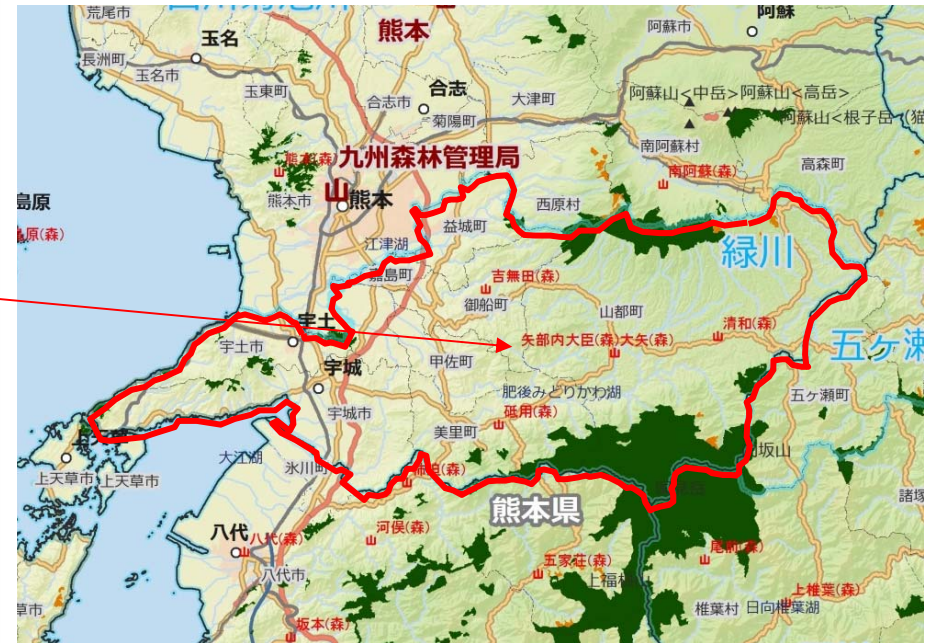 荒尾市
玉名
熊本
阿蘇市
阿蘇
長洲町
玉名市
玉東町
合志市
合志
大津町
菊陽町
阿蘇山<中岳>
阿蘇山<高岳>
阿蘇山<根子岳
南阿蘇村
九州森林管理局
南阿蘇(森)
高森町
島原
原(森)
熊本市
熊本
西原村
益城町
江津湖
嘉島町
緑川
吉無田(森)
御船町
山都町
宇土
宇土市
矢部内大臣(森)
大矢(森)
清和(森)
五ヶ瀬
宇城
甲佐町
肥後みどりかわ湖
五ヶ瀬町
宇城市
砥用(森)
美里町
上天草市
上天草市
大江湖
氷川町
熊本県
諸塚
八代
八代(森)
河俣(森)
八代市
五家荘(森)
尾前(森)
上椎葉(森)
草市
坂本(森)
椎葉村
日向椎葉湖